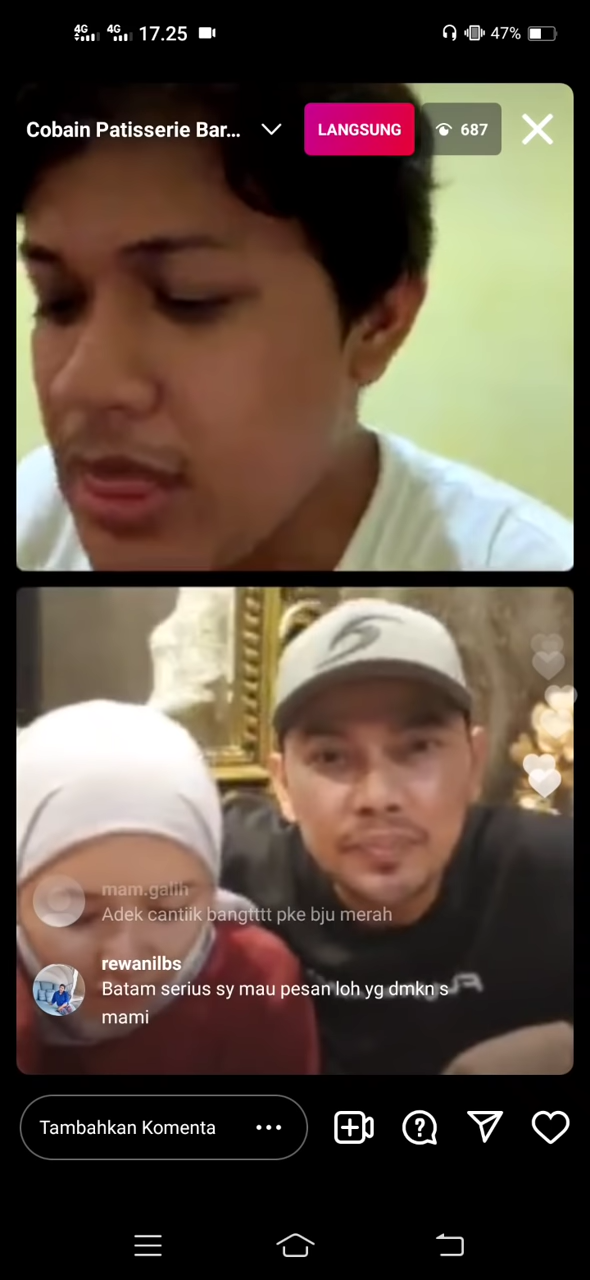 4G 4G 17.25 47%
Cobain Patisserie Bar... LANGSUNG 687
mam.galih
Adek cantiik bangtttt pke bju merah
rewanilbs
Batam serius sy mau pesan loh yg dmkn s
mami
Tambahkan Komenta